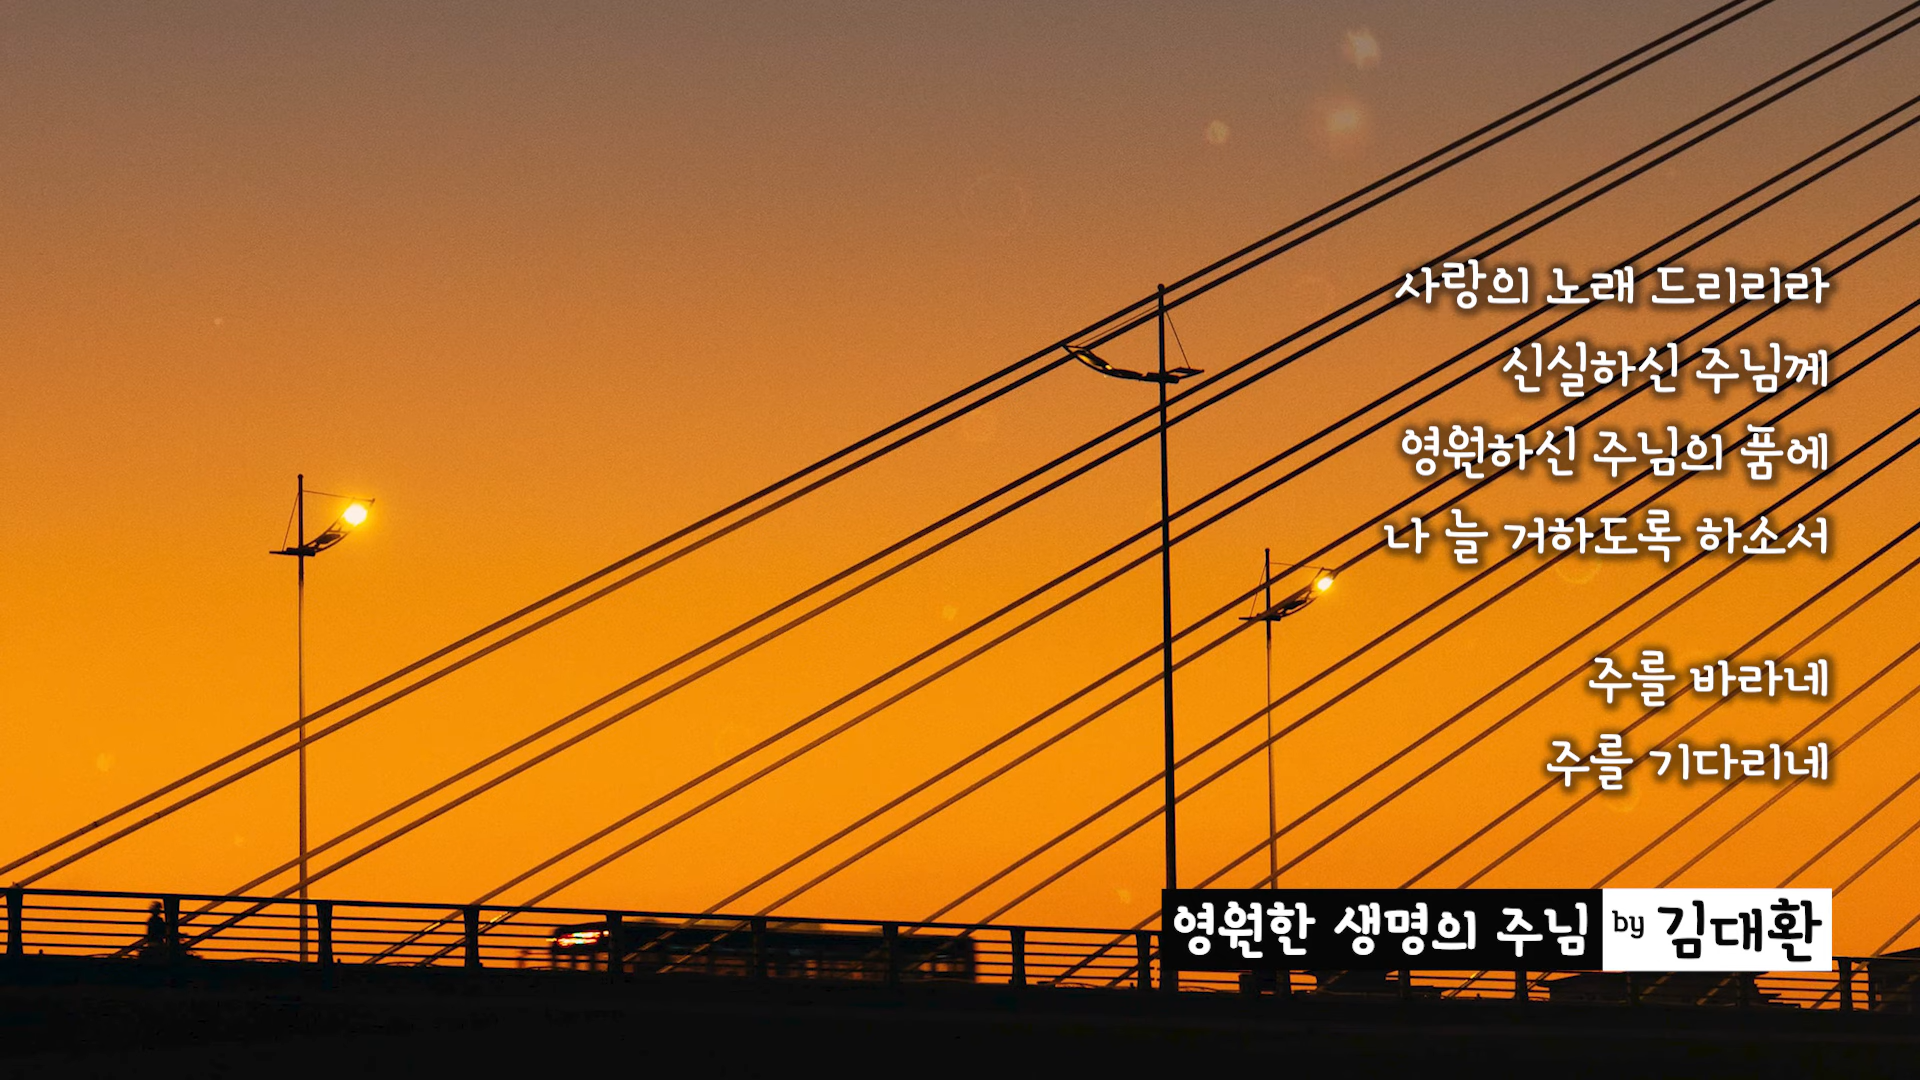 사랑의 노래 드리리라
신실하신 주님께
영원하신 주님의 품에
나 늘 거하도록 하소서
주를 바라네
주를 기다리네
영원한 생명의 주님 by 김대환